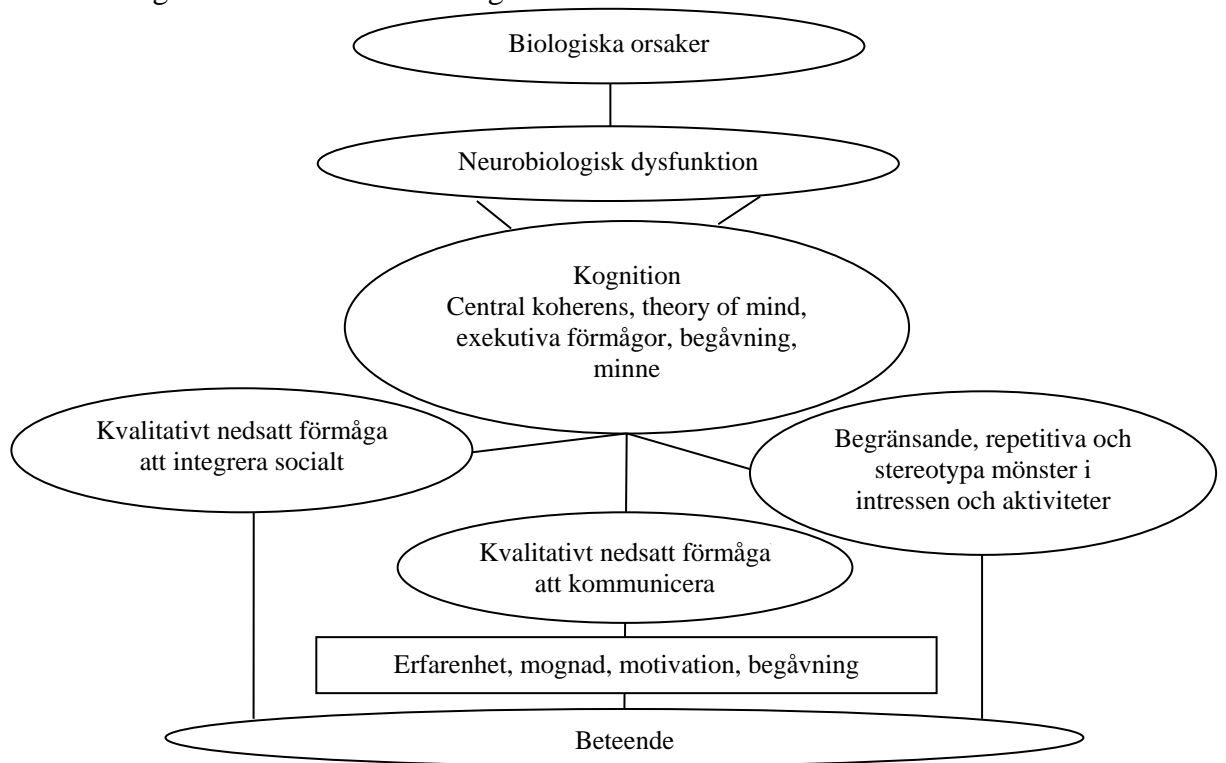 Biologiska orsaker
Neurobiologisk dysfunktion
Kognition
Central koherens, theory of mind,
exekutiva förmågor, begåvning,
minne
Kvalitativt nedsatt förmåga
att integrera socialt
Begränsande, repetitiva och
stereotypa mönster i
intressen och aktiviteter
Kvalitativt nedsatt förmåga
att kommunicera
Erfarenhet, mognad, motivation, begåvning
Beteende